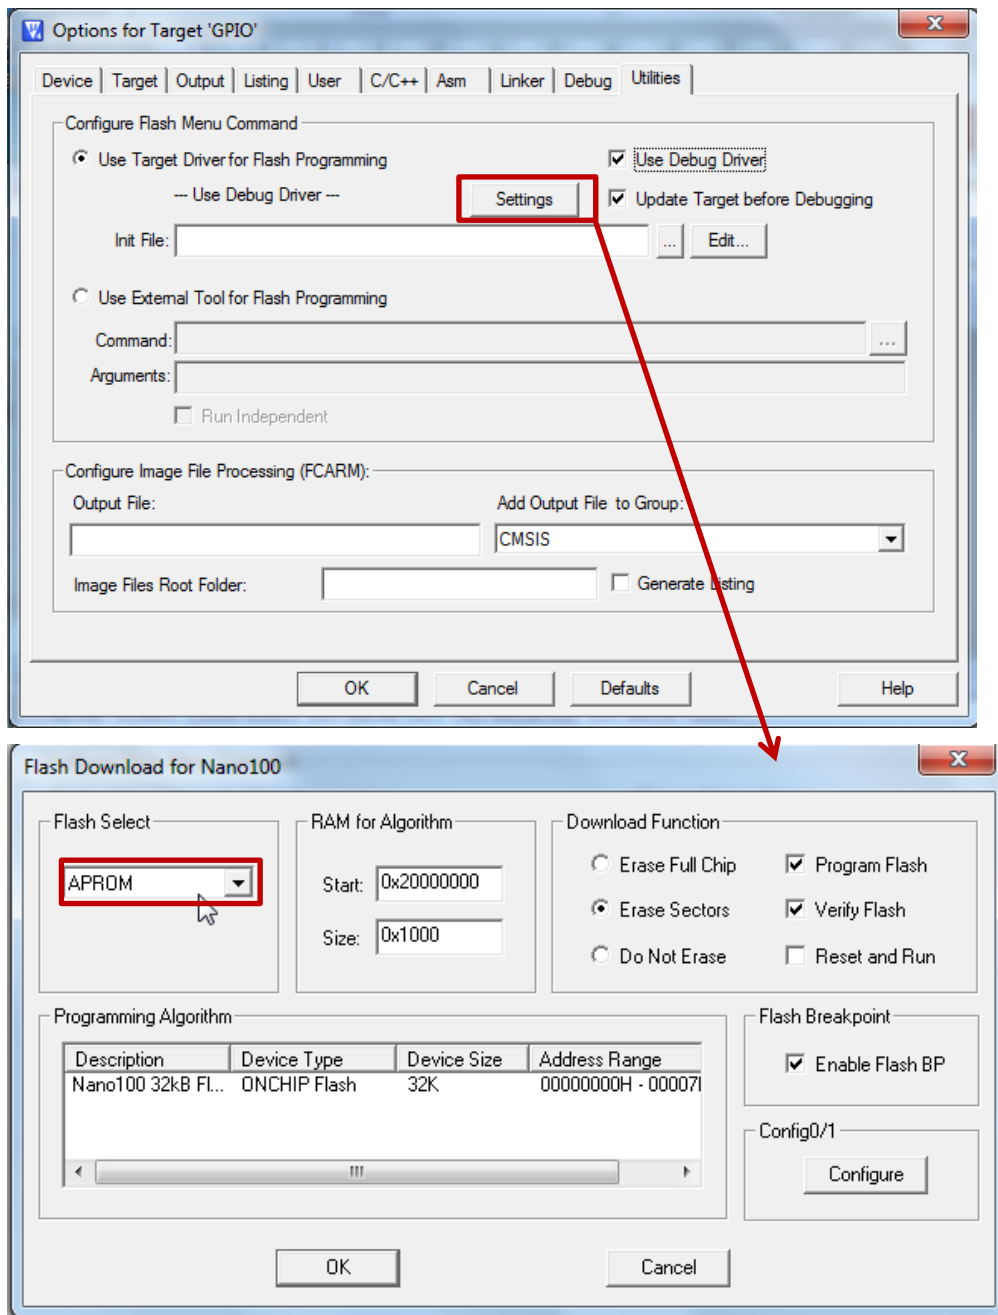 Options for Target 'GPIO'
Device Target Output Listing User C/C++ Asm Linker Debug Utilities
Configure Flash Menu Command
Use Target Driver for Flash Programming Use Debug Driver
--- Use Debug Driver --- Settings Update Target before Debugging
Init File: ... Edit...
Use External Tool for Flash Programming
Command: ...
Arguments:
Run Independent
Configure Image File Processing (FCARM):
Output File: Add Output File to Group:
CMSIS
Image Files Root Folder: Generate Listing
OK Cancel Defaults Help
Flash Download for Nano100
Flash Select RAM for Algorithm Download Function
APROM Start: 0x20000000 Erase Full Chip Program Flash
Erase Sectors Verify Flash
Size: 0x1000
Do Not Erase Reset and Run
Programming Algorithm Flash Breakpoint
Description Device Type Device Size Address Range
Nano100 32kB Fl... ONCHIP Flash 32K 00000000H - 00007
Enable Flash BP
Config0/1
Configure
OK Cancel